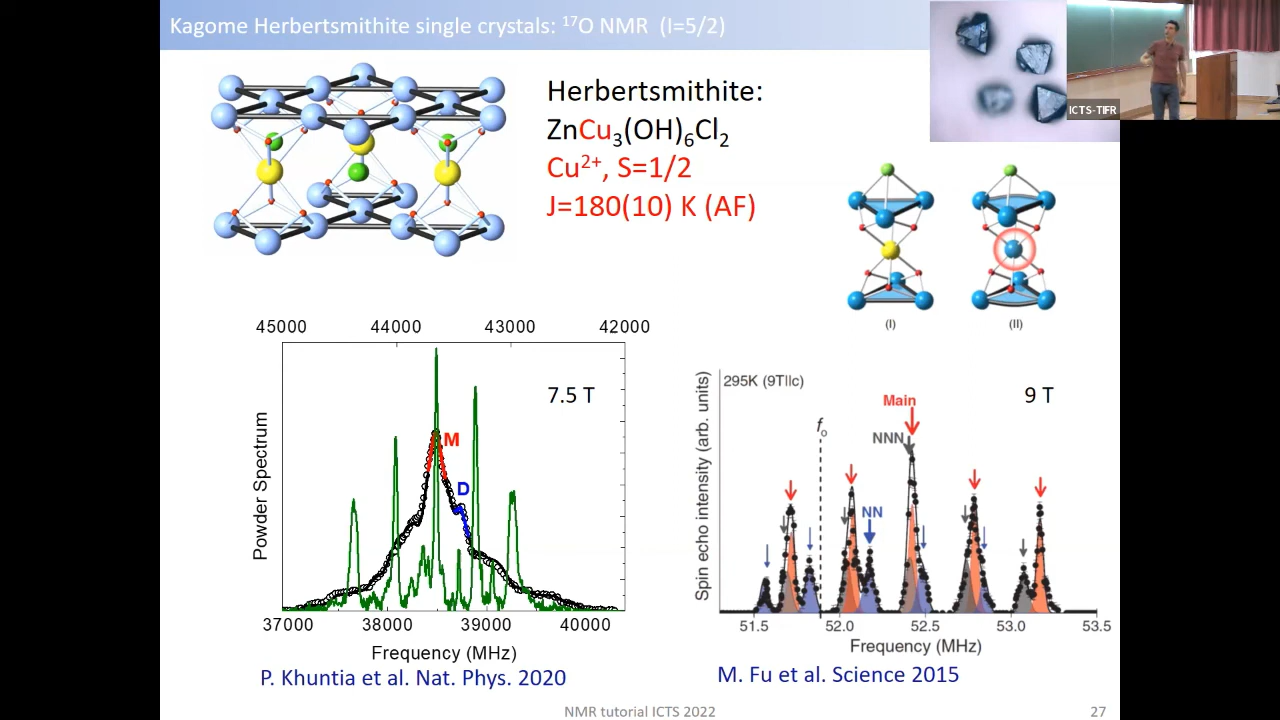 Kagome Herbertsmithite single crystals: ¹⁷O NMR (I=5/2)
ICTS-TIFR
Herbertsmithite:
ZnCu₃(OH)₆Cl₂
Cu²⁺, S=1/2
J=180(10) K (AF)
(I)
(II)
45000
44000
43000
42000
7.5 T
M
D
Powder Spectrum
37000
38000
39000
40000
Frequency (MHz)
P. Khuntia et al. Nat. Phys. 2020
295K (9T||c)
9 T
Main
fₒ
NNN
NN
Spin echo intensity (arb. units)
51.5
52.0
52.5
53.0
53.5
Frequency (MHz)
M. Fu et al. Science 2015
NMR tutorial ICTS 2022
27